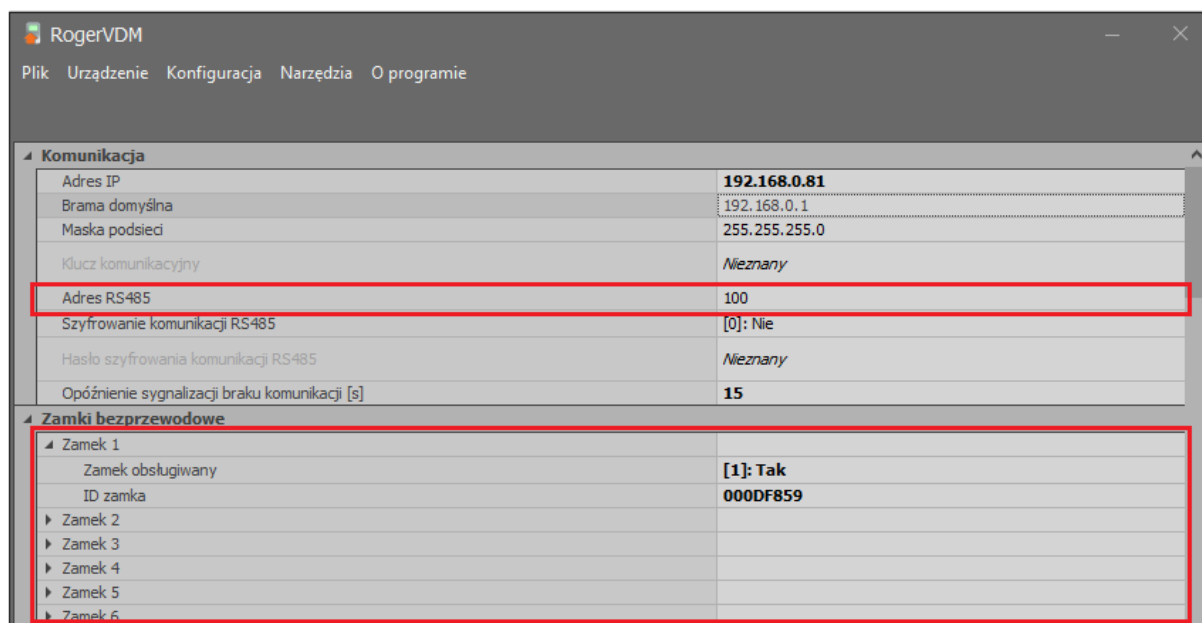 RogerVDM
Plik Urządzenie Konfiguracja Narzędzia O programie
Komunikacja
Adres IP 192.168.0.81
Brama domyślna 192.168.0.1
Maska podsieci 255.255.255.0
Klucz komunikacyjny Nieznany
Adres RS485 100
Szyfrowanie komunikacji RS485 [0]: Nie
Hasło szyfrowania komunikacji RS485 Nieznany
Opóźnienie sygnalizacji braku komunikacji [s] 15
Zamki bezprzewodowe
Zamek 1
Zamek obsługiwany [1]: Tak
ID zamka 000DF859
Zamek 2
Zamek 3
Zamek 4
Zamek 5
Zamek 6